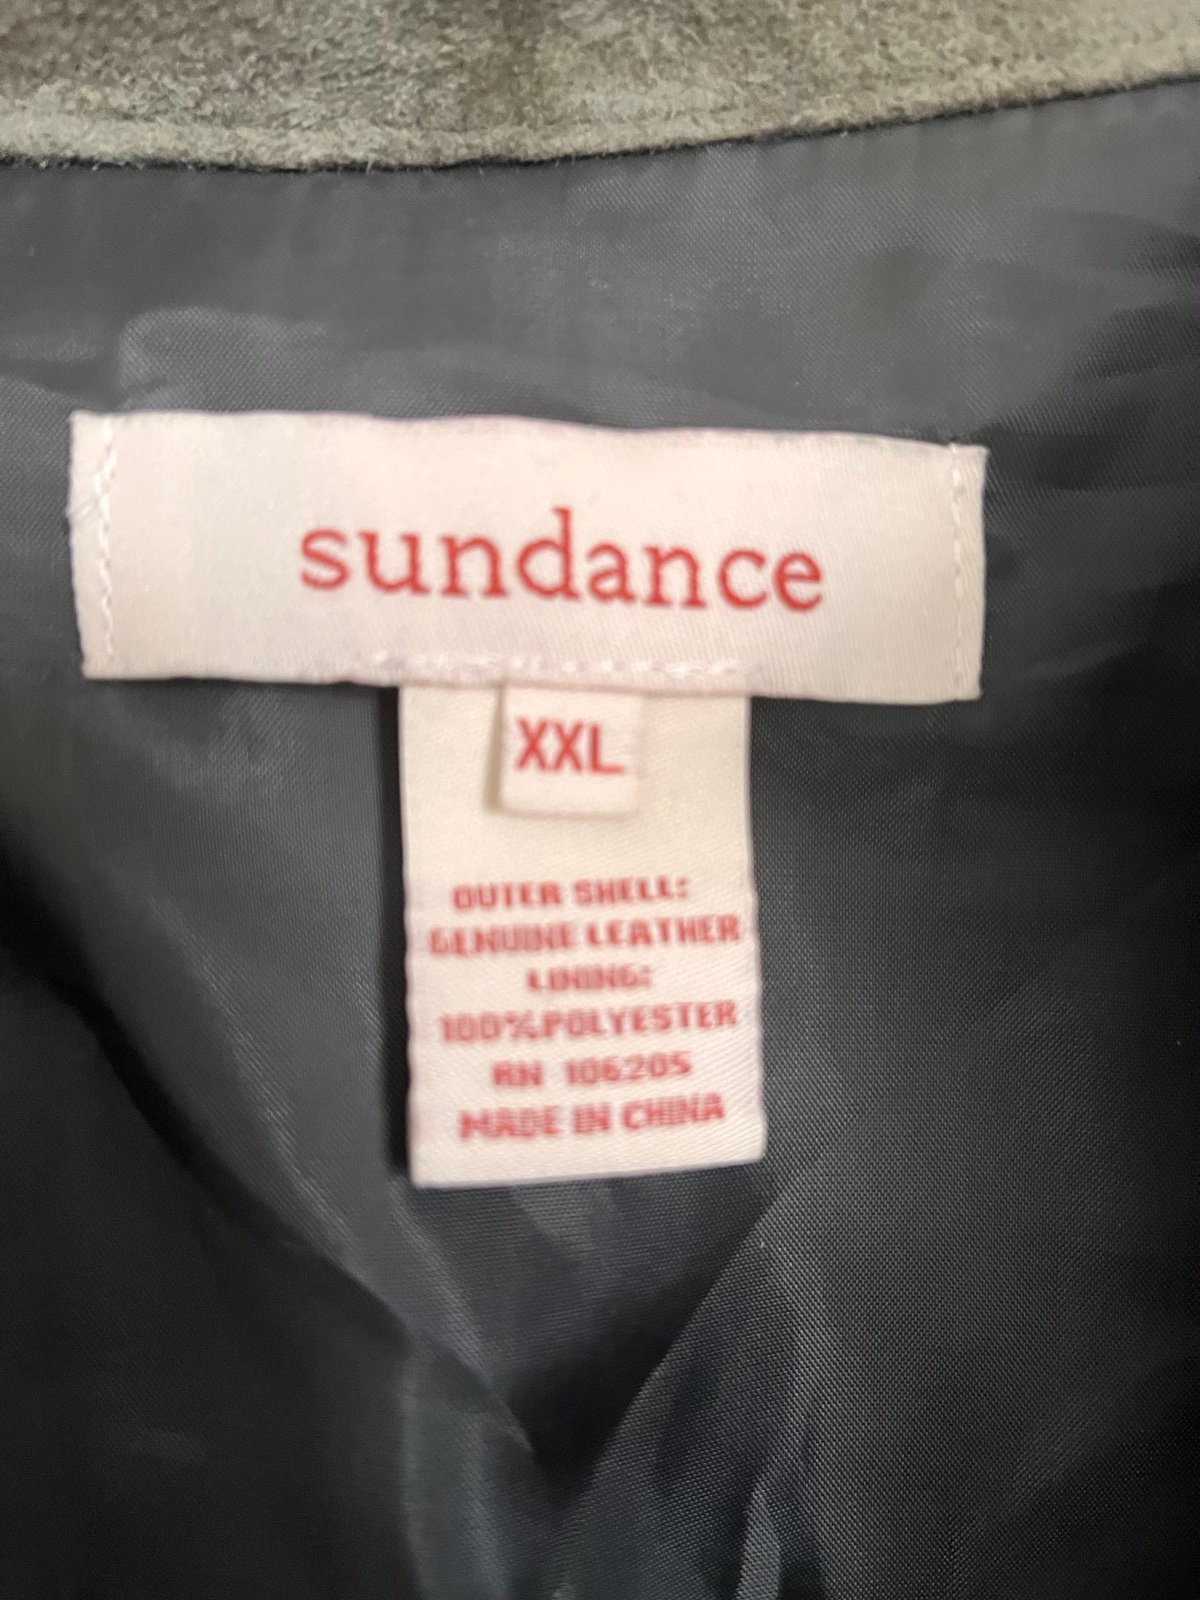 sundance
XXL
OUTER SHELL:
GENUINE LEATHER
LINING:
100%POLYESTER
RN 106205
MADE IN CHINA